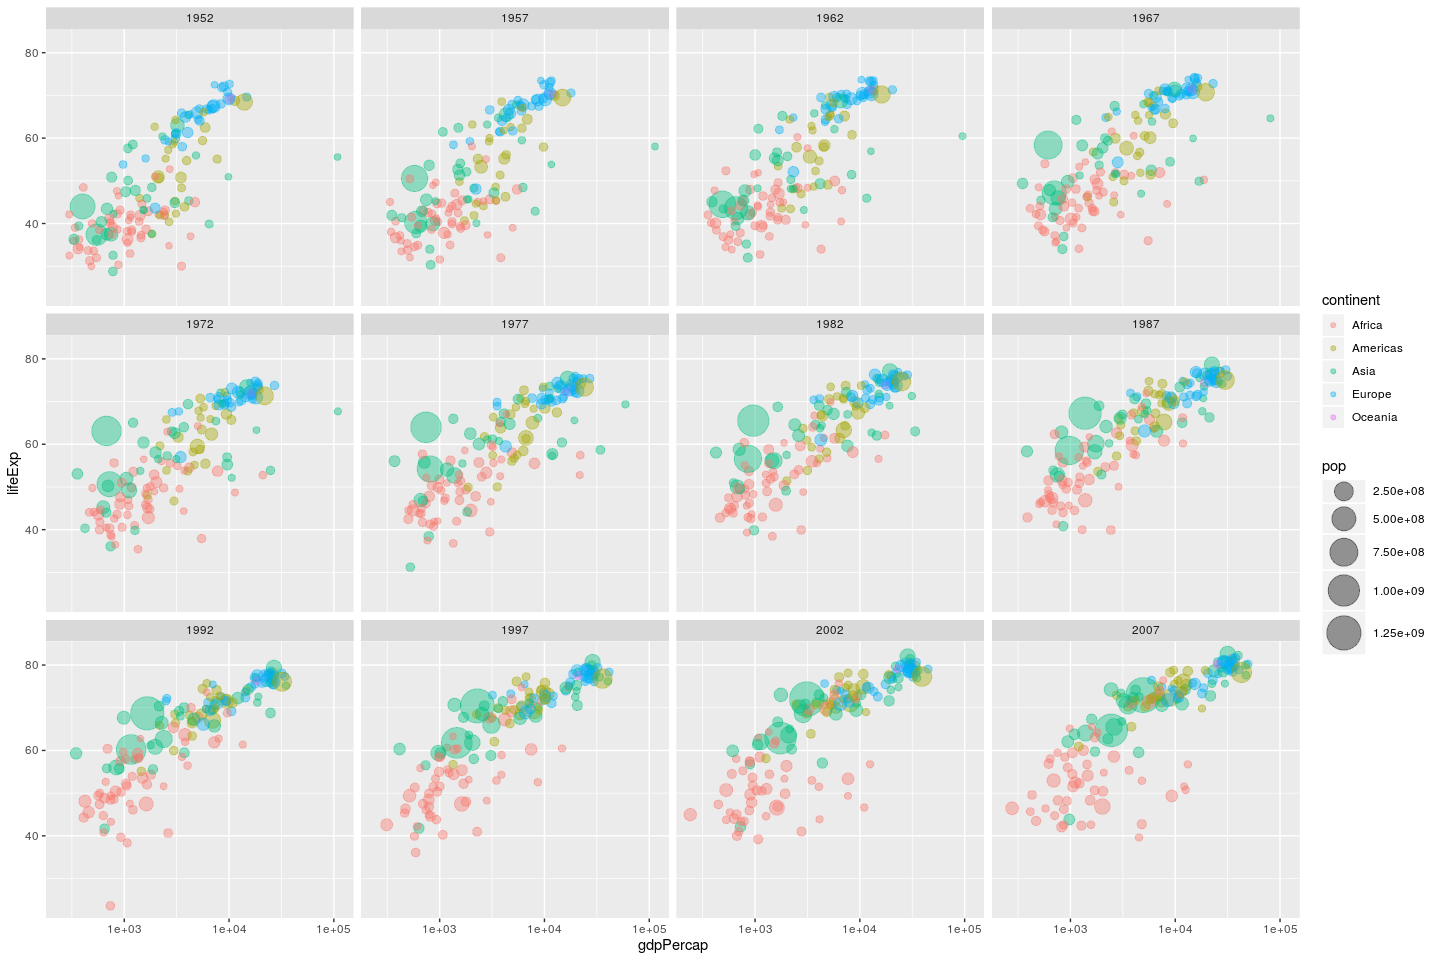 1952 1957 1962 1967
80
60
40
1972 1977 1982 1987
80
60
40
1992 1997 2002 2007
80
60
40
1e+03 1e+04 1e+05 1e+03 1e+04 1e+05 1e+03 1e+04 1e+05 1e+03 1e+04 1e+05
gdpPercap
lifeExp
continent
Africa
Americas
Asia
Europe
Oceania
pop
2.50e+08
5.00e+08
7.50e+08
1.00e+09
1.25e+09